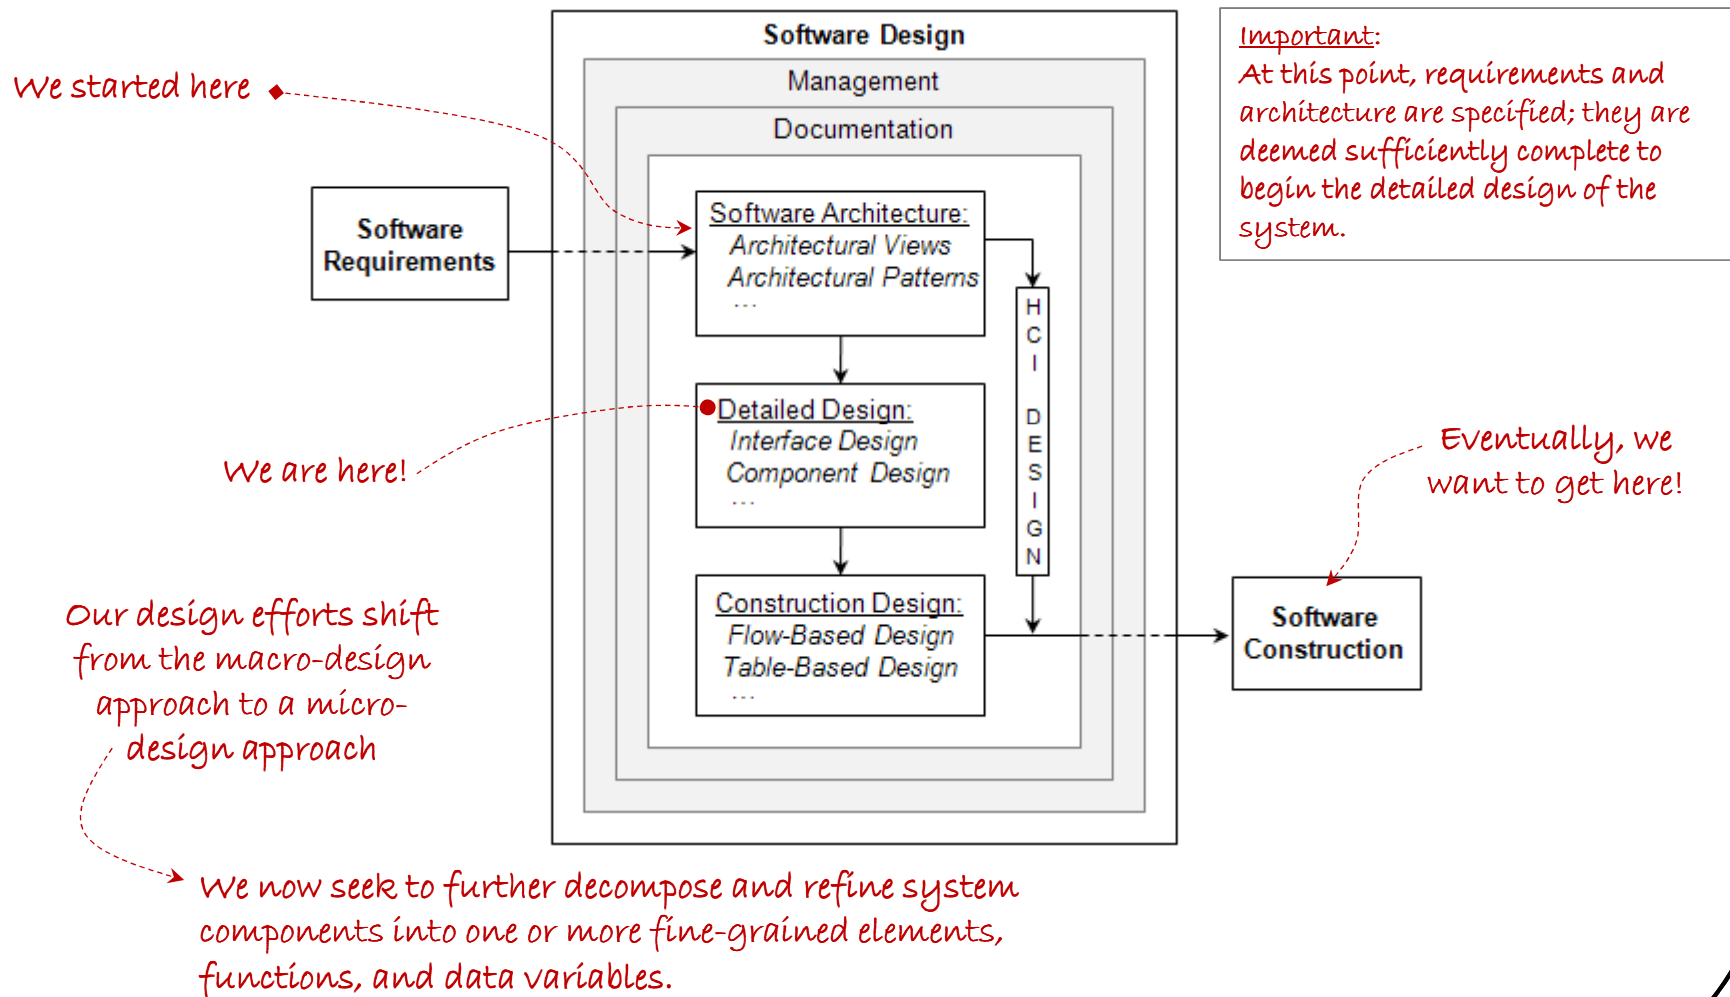 Software Design
Management
Documentation
We started here
Important:
At this point, requirements and
architecture are specified; they are
deemed sufficiently complete to
begin the detailed design of the
system.
Software
Requirements
Software Architecture:
Architectural Views
Architectural Patterns
...
HCI DESIGN
Detailed Design:
Interface Design
Component Design
...
We are here!
Eventually, we
want to get here!
Construction Design:
Flow-Based Design
Table-Based Design
...
Software
Construction
Our design efforts shift
from the macro-design
approach to a micro-
design approach
We now seek to further decompose and refine system
components into one or more fine-grained elements,
functions, and data variables.